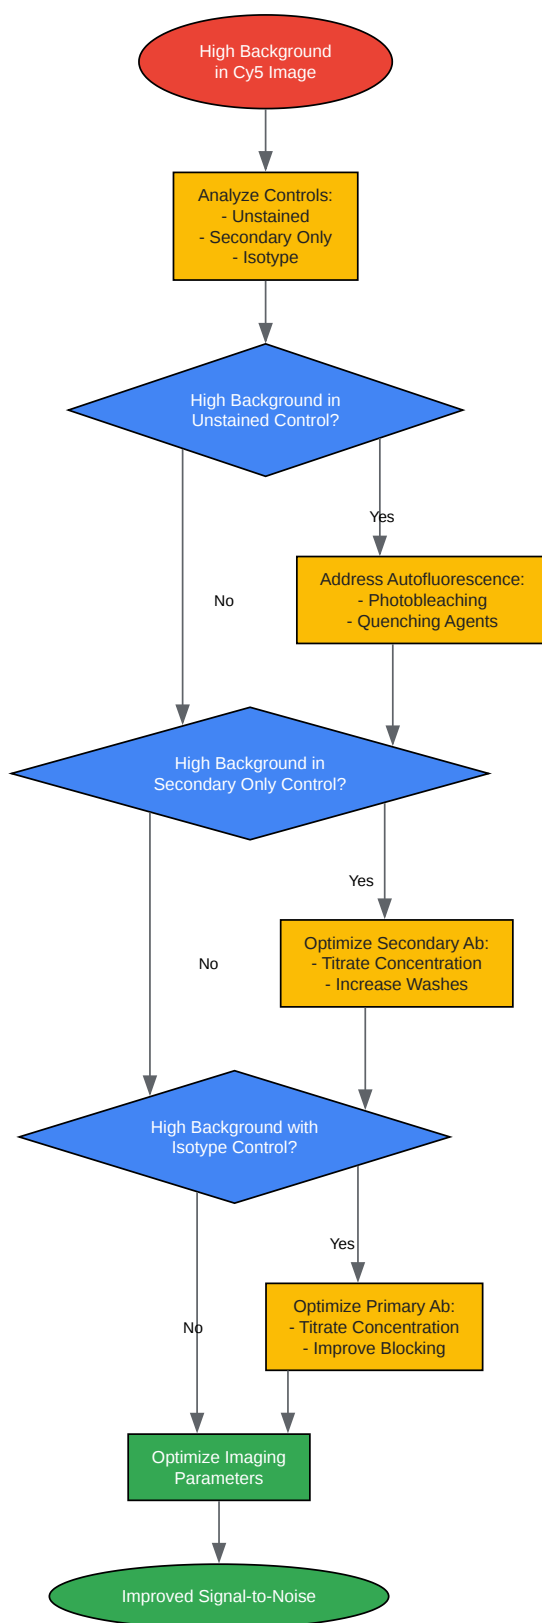 High Background
in Cy5 Image
Analyze Controls:
- Unstained
- Secondary Only
- Isotype
High Background in
Unstained Control?
Yes
Address Autofluorescence:
- Photobleaching
- Quenching Agents
No
High Background in
Secondary Only Control?
Yes
Optimize Secondary Ab:
- Titrate Concentration
- Increase Washes
No
High Background with
Isotype Control?
Yes
Optimize Primary Ab:
- Titrate Concentration
- Improve Blocking
No
Optimize Imaging
Parameters
Improved Signal-to-Noise